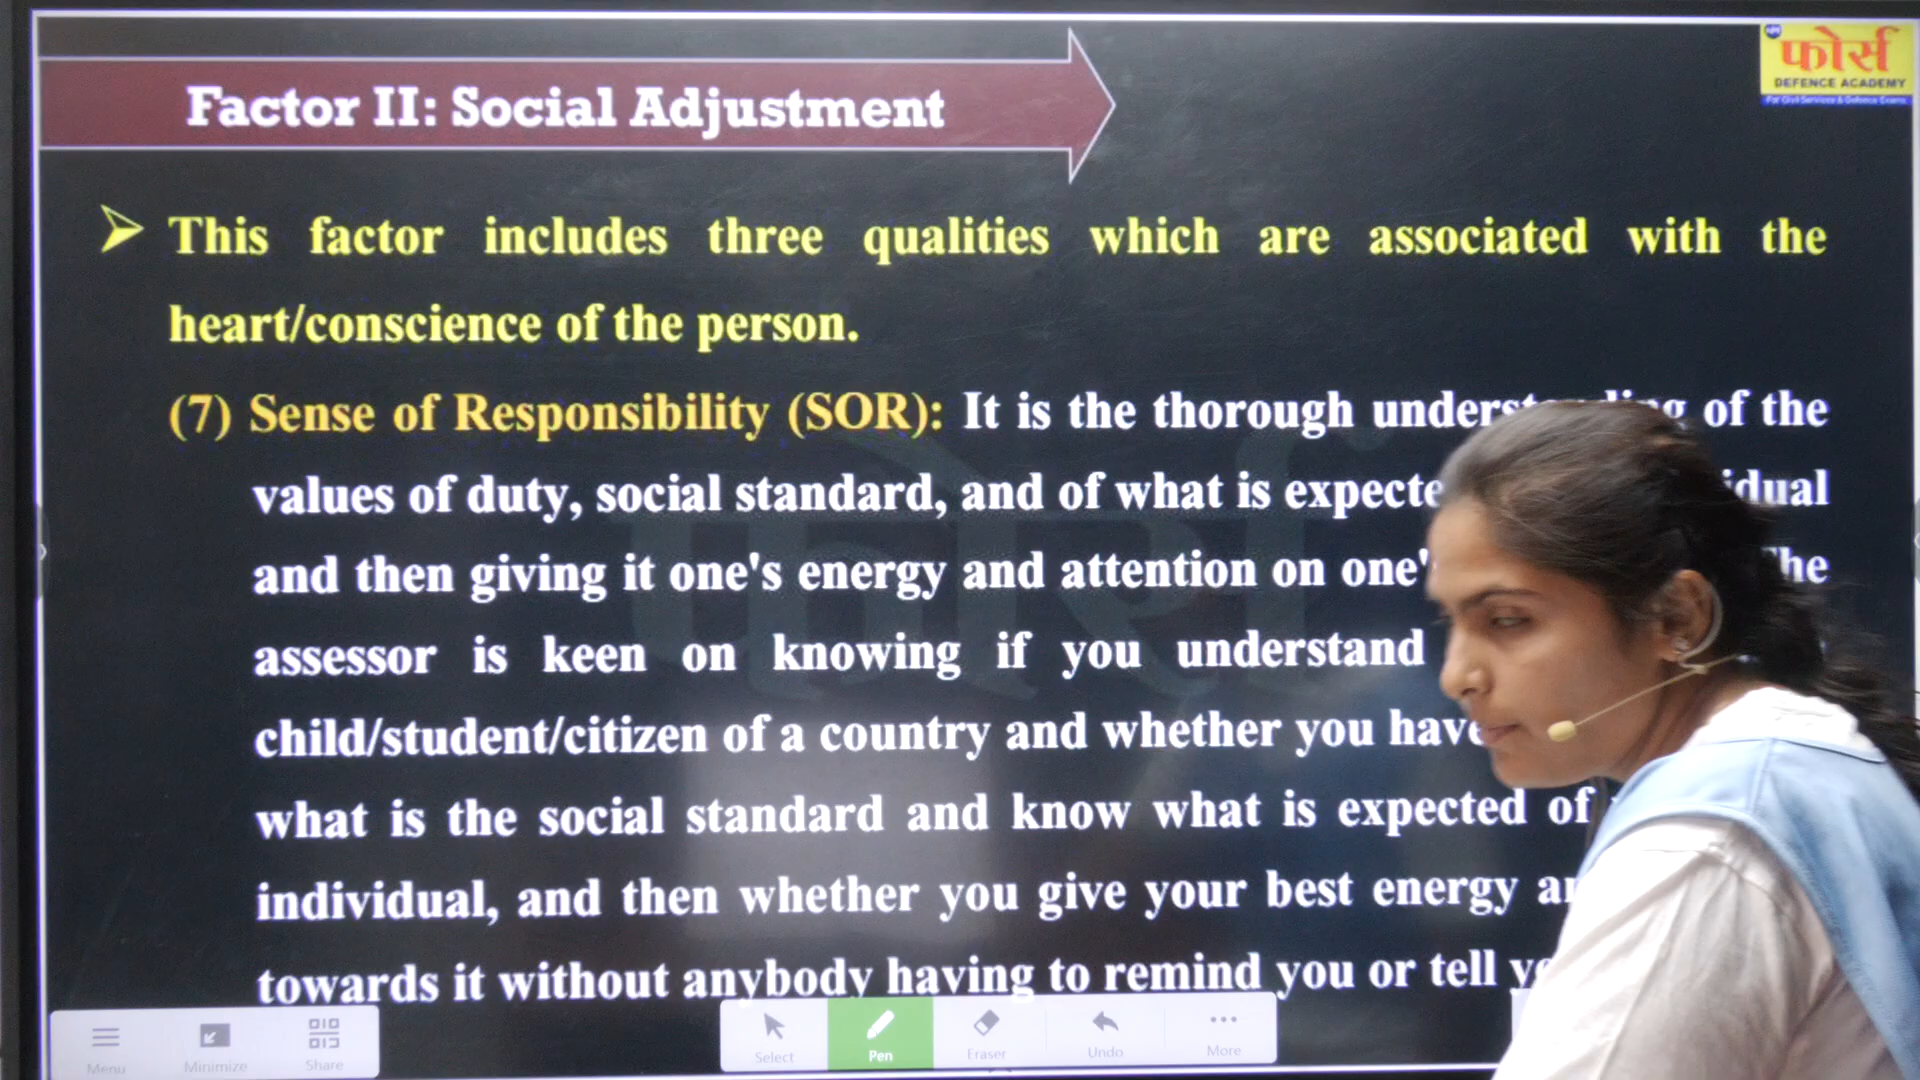 Factor II: Social Adjustment
फोर्स
DEFENCE ACADEMY
For Civil Services & Defence Exams
This factor includes three qualities which are associated with the
heart/conscience of the person.
(7) Sense of Responsibility (SOR): It is the thorough of the
values of duty, social standard, and of what is
and then giving it one's energy and attention on
assessor is keen on knowing if you understand
child/student/citizen of a country and whether you have
what is the social standard and know what is expected of
individual, and then whether you give your best energy
towards it without anybody having to remind you or tell
फोर्स
Menu
Minimize
Share
Select
Pen
Eraser
Undo
More